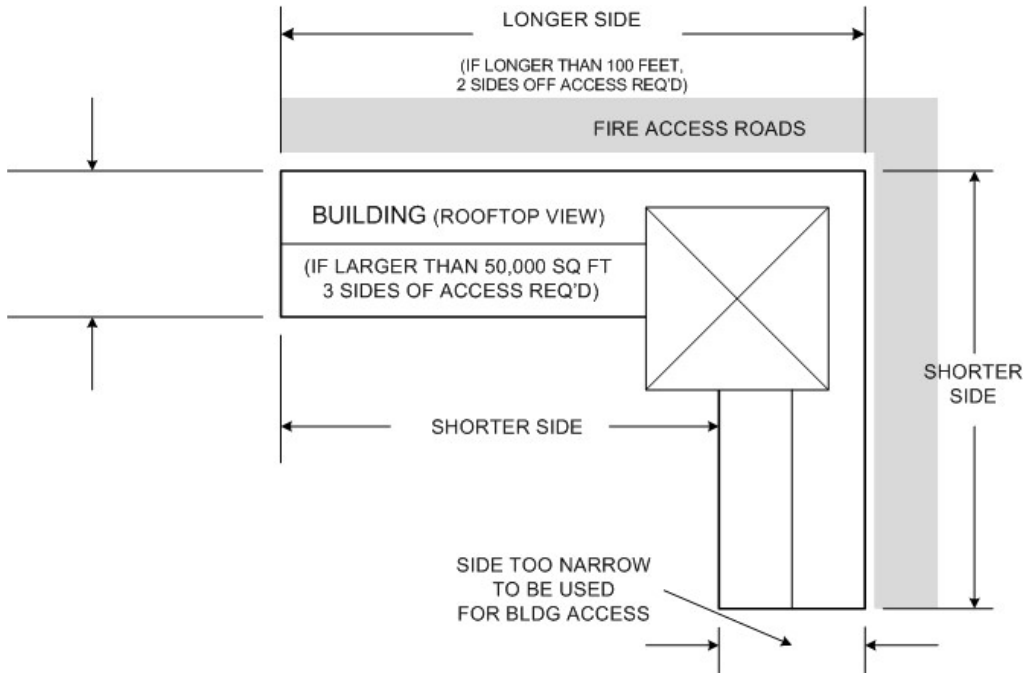 LONGER SIDE
(IF LONGER THAN 100 FEET,
2 SIDES OFF ACCESS REQ'D)
FIRE ACCESS ROADS
BUILDING (ROOFTOP VIEW)
(IF LARGER THAN 50,000 SQ FT
3 SIDES OF ACCESS REQ'D)
SHORTER
SIDE
SHORTER SIDE
SIDE TOO NARROW
TO BE USED
FOR BLDG ACCESS